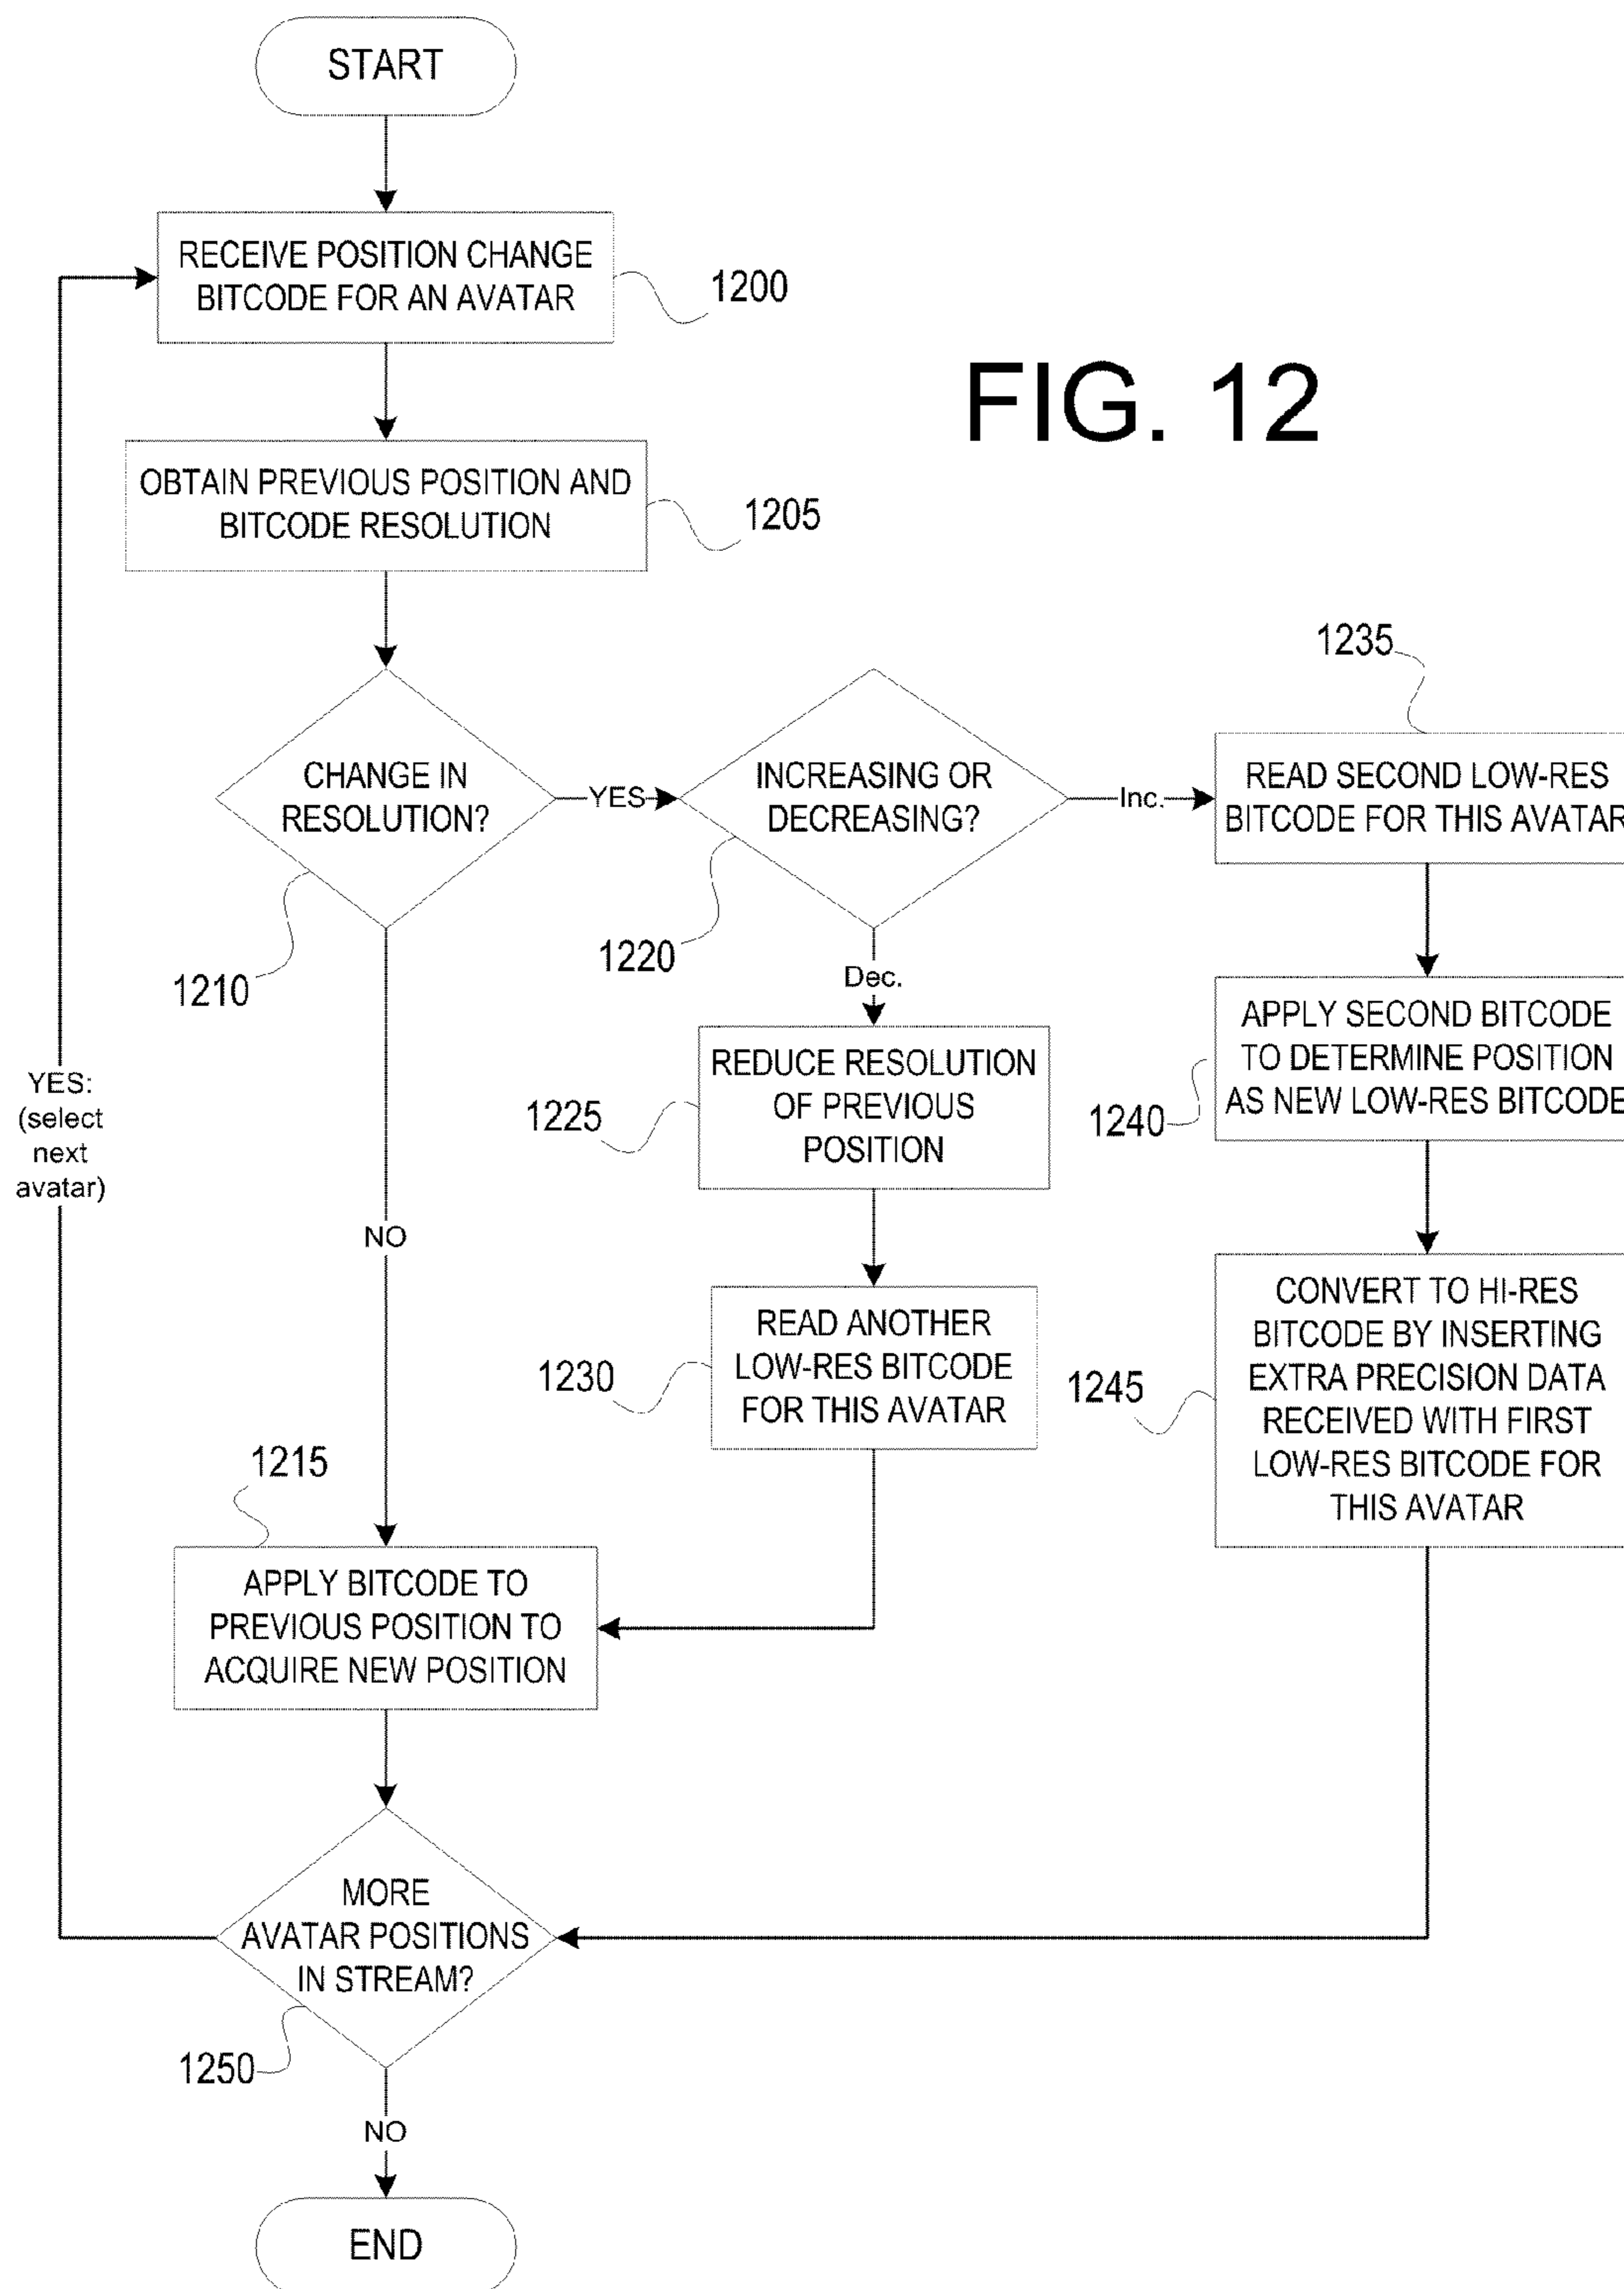 START
RECEIVE POSITION CHANGE
BITCODE FOR AN AVATAR
1200
FIG. 12
OBTAIN PREVIOUS POSITION AND
BITCODE RESOLUTION
1205
CHANGE IN
RESOLUTION?
1210
YES
INCREASING OR
DECREASING?
1220
Inc.
1235
READ SECOND LOW-RES
BITCODE FOR THIS AVATAR
Dec.
REDUCE RESOLUTION
OF PREVIOUS
POSITION
1225
APPLY SECOND BITCODE
TO DETERMINE POSITION
AS NEW LOW-RES BITCODE
1240
YES:
(select
next
avatar)
NO
READ ANOTHER
LOW-RES BITCODE
FOR THIS AVATAR
1230
CONVERT TO HI-RES
BITCODE BY INSERTING
EXTRA PRECISION DATA
RECEIVED WITH FIRST
LOW-RES BITCODE FOR
THIS AVATAR
1245
1215
APPLY BITCODE TO
PREVIOUS POSITION TO
ACQUIRE NEW POSITION
MORE
AVATAR POSITIONS
IN STREAM?
1250
NO
END